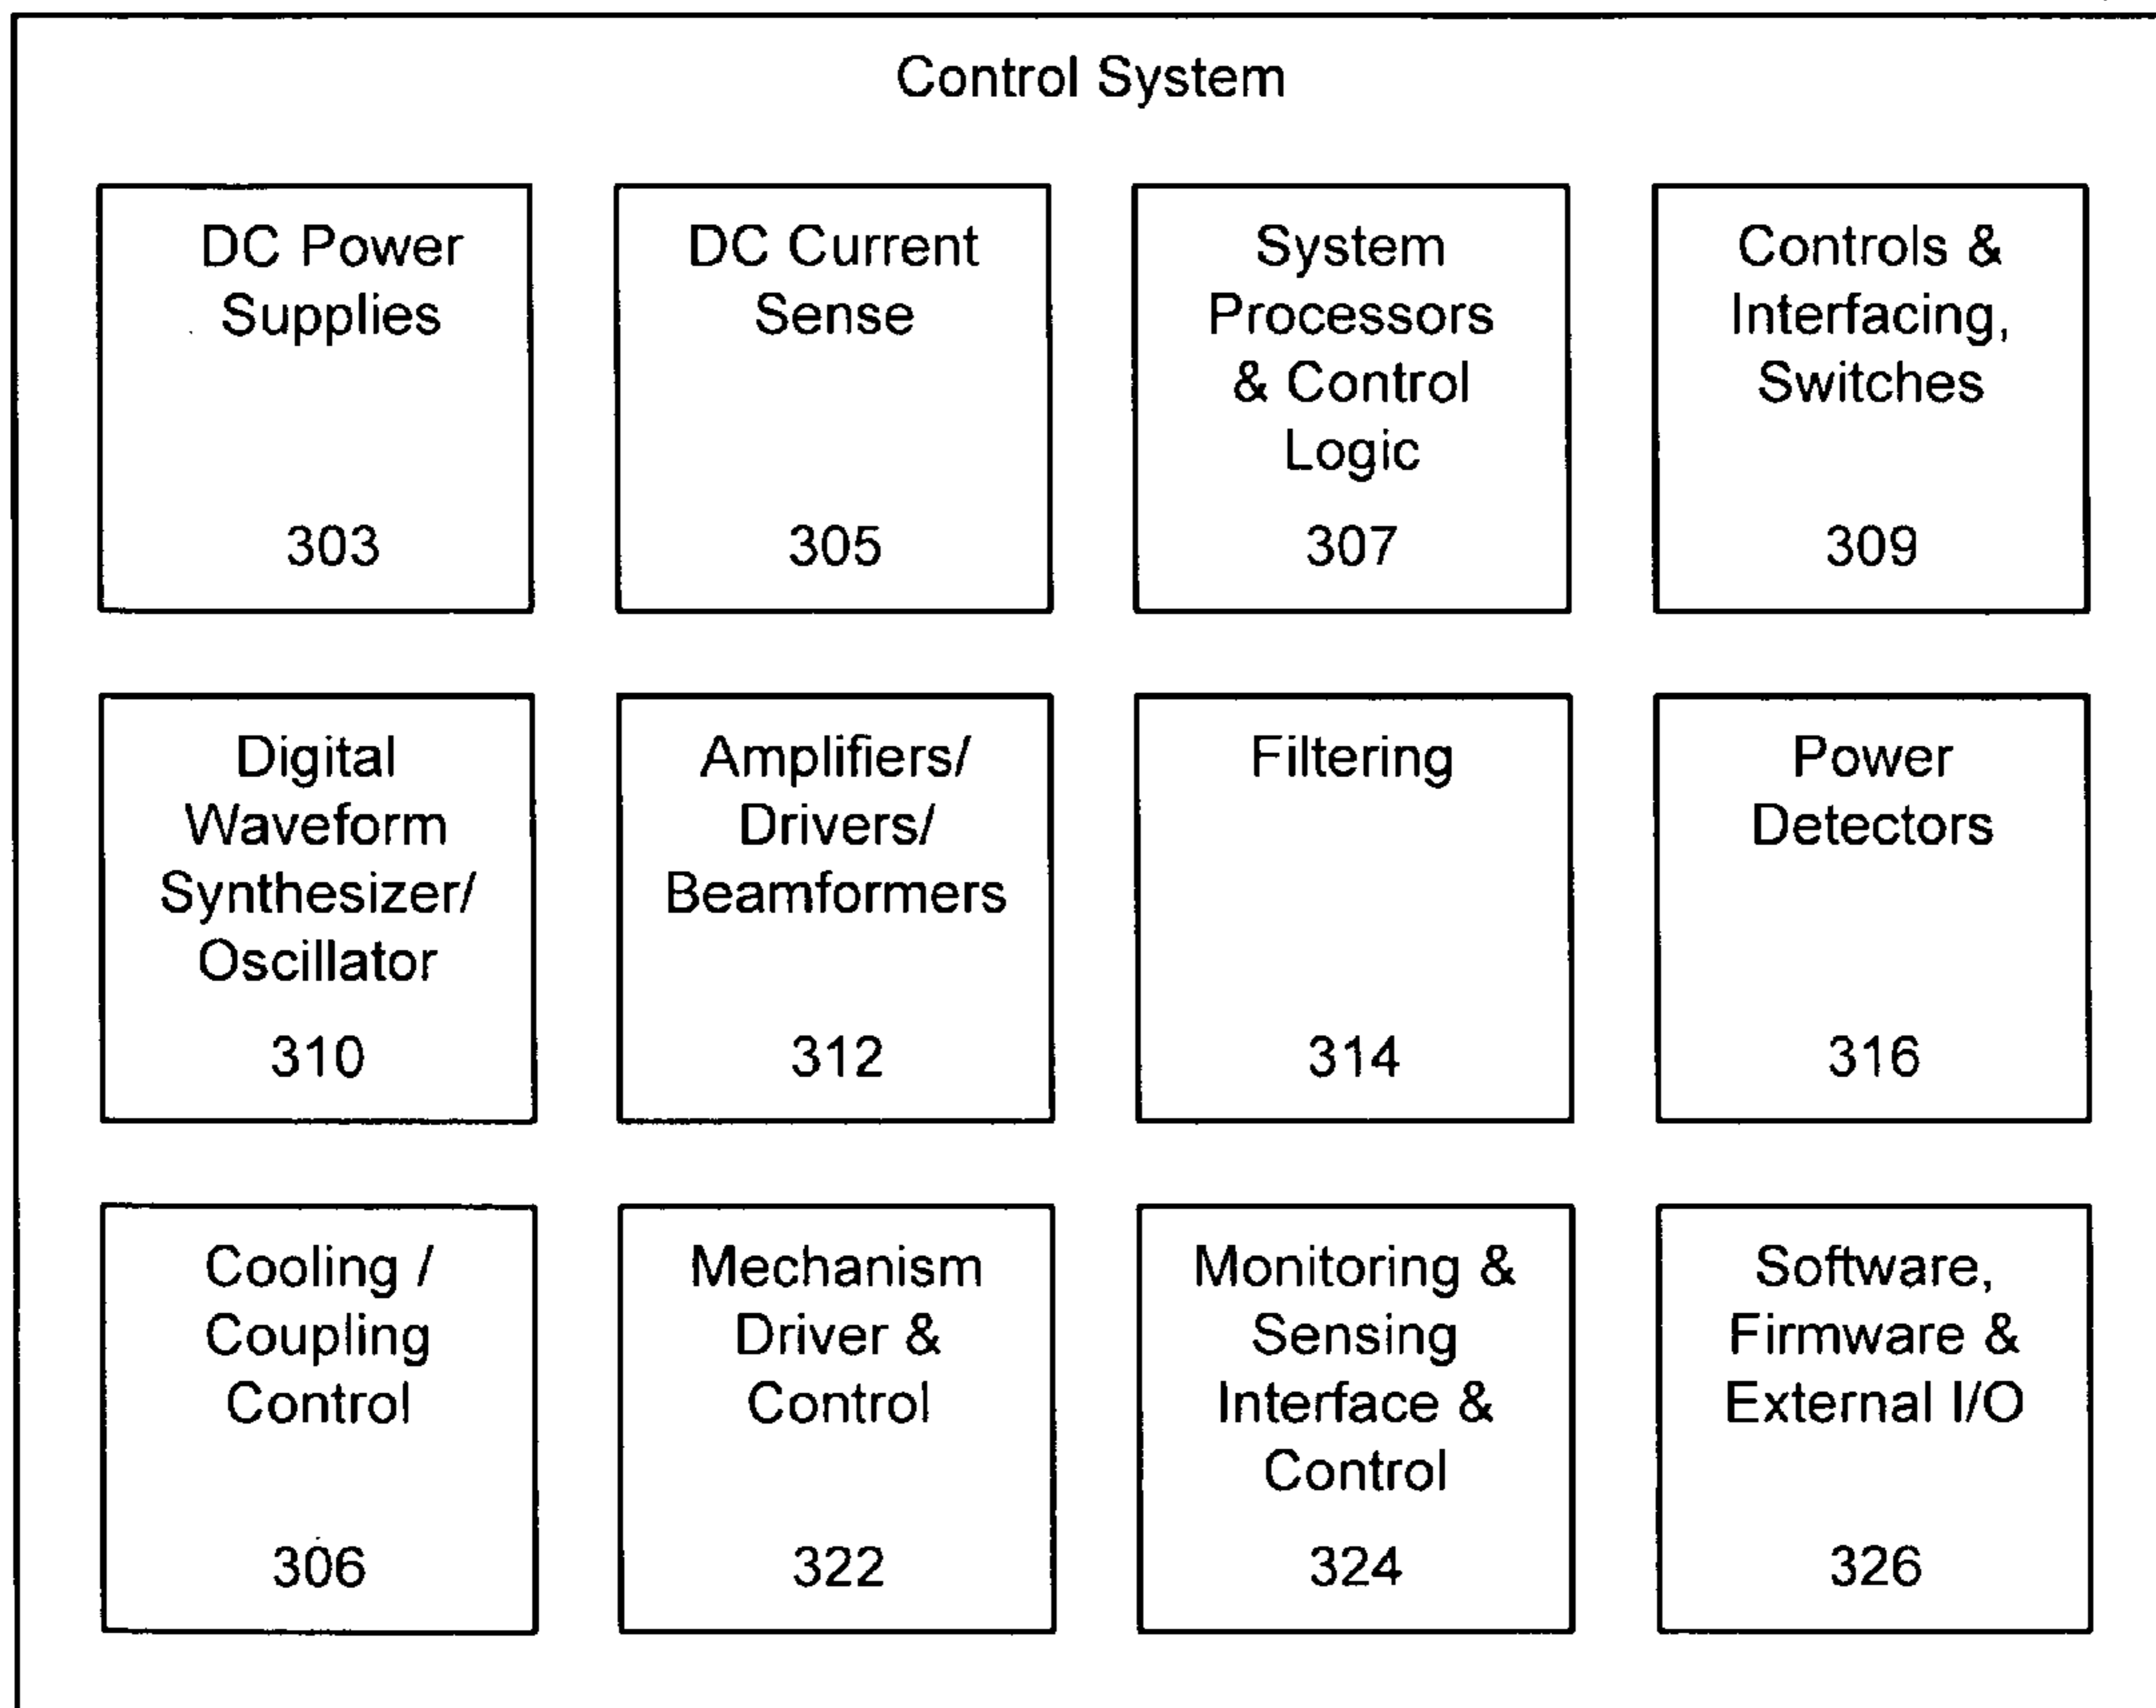 Control System
DC Power
Supplies
303
DC Current
Sense
305
System
Processors
& Control
Logic
307
Controls &
Interfacing,
Switches
309
Digital
Waveform
Synthesizer/
Oscillator
310
Amplifiers/
Drivers/
Beamformers
312
Filtering
314
Power
Detectors
316
Cooling /
Coupling
Control
306
Mechanism
Driver &
Control
322
Monitoring &
Sensing
Interface &
Control
324
Software,
Firmware &
External I/O
326